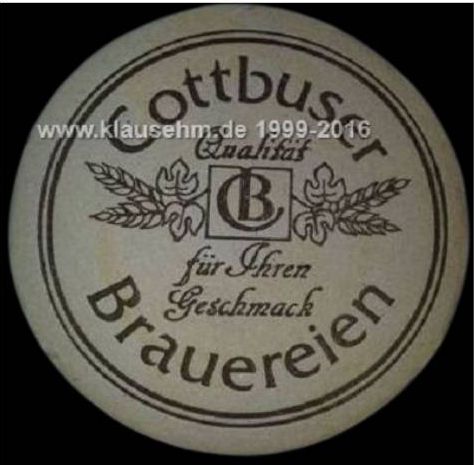 Cottbuser
www.klausehm.de 1999-2016
Qualität
CB
für Ihren
Geschmack
Brauereien